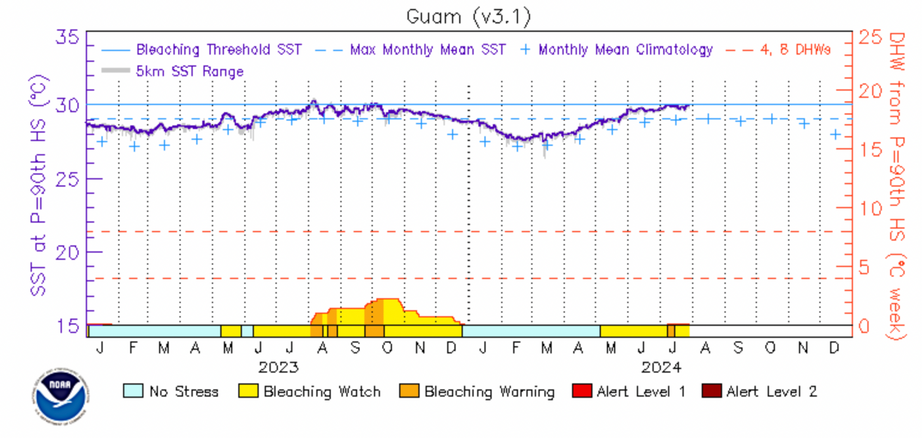 Guam (v3.1)
Bleaching Threshold SST Max Monthly Mean SST Monthly Mean Climatology 4, 8 DHWs
5km SST Range
SST at P=90th HS (°C)
35
30
25
20
15
DHW from P=90th HS (°C week)
25
20
15
10
5
0
J F M A M J J A S O N D J F M A M J J A S O N D
2023 2024
NOAA
No Stress Bleaching Watch Bleaching Warning Alert Level 1 Alert Level 2